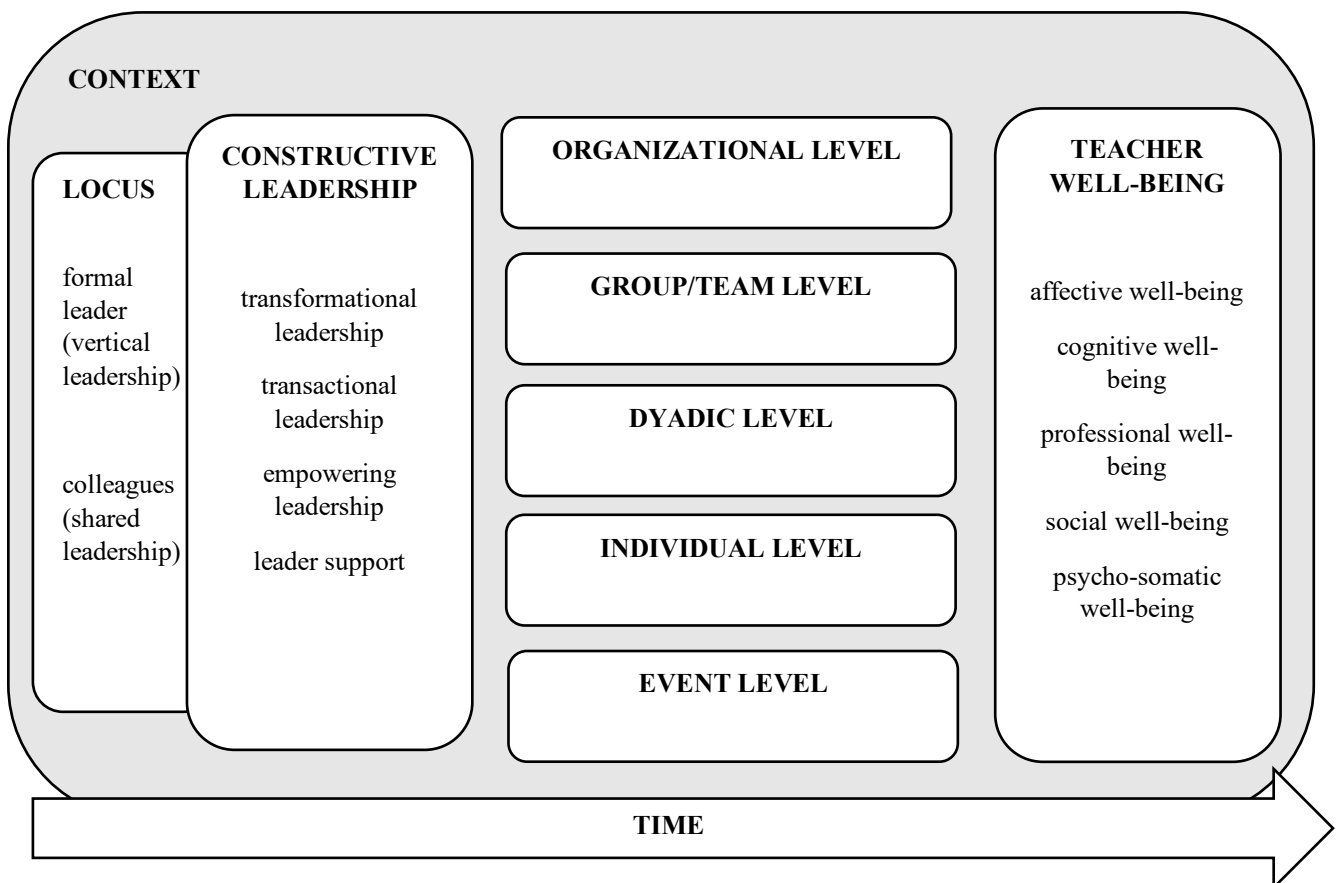 CONTEXT
LOCUS
formal
leader
(vertical
leadership)
colleagues
(shared
leadership)
CONSTRUCTIVE
LEADERSHIP
transformational
leadership
transactional
leadership
empowering
leadership
leader support
ORGANIZATIONAL LEVEL
GROUP/TEAM LEVEL
DYADIC LEVEL
INDIVIDUAL LEVEL
EVENT LEVEL
TEACHER
WELL-BEING
affective well-being
cognitive well-
being
professional well-
being
social well-being
psycho-somatic
well-being
TIME